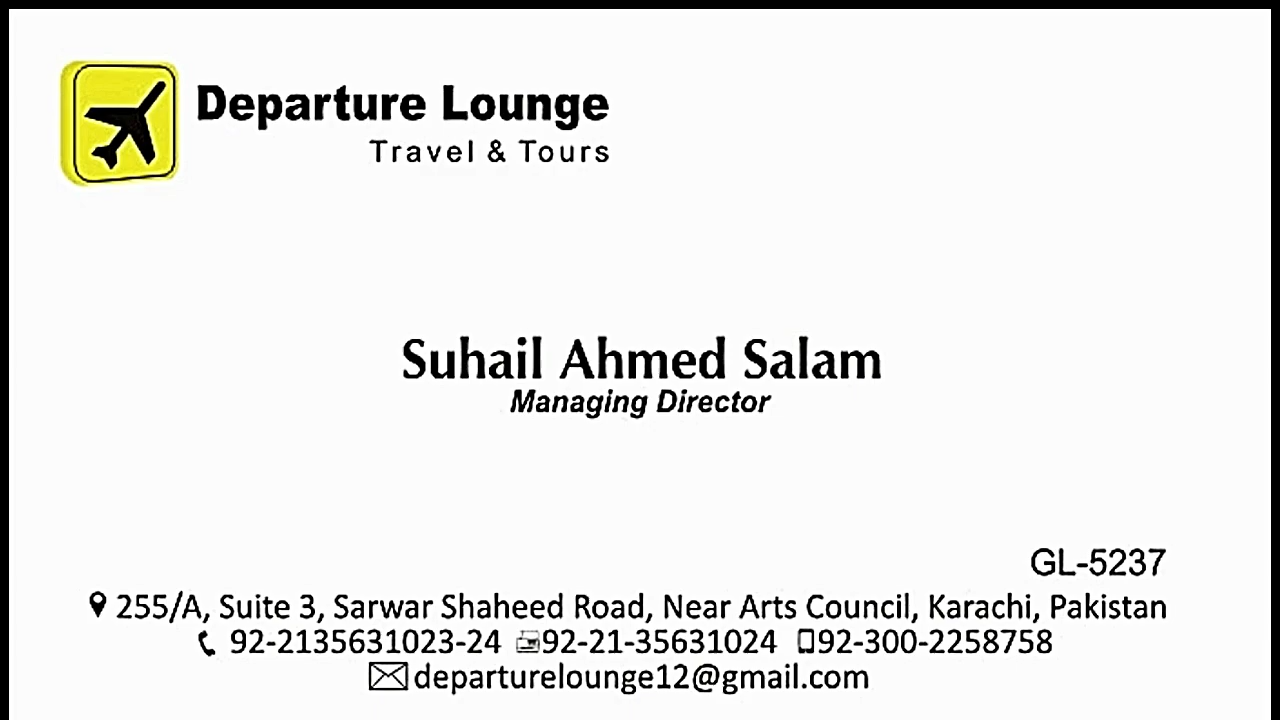 Departure Lounge
Travel & Tours
Suhail Ahmed Salam
Managing Director
GL-5237
255/A, Suite 3, Sarwar Shaheed Road, Near Arts Council, Karachi, Pakistan
92-2135631023-24 92-21-35631024 92-300-2258758
departurelounge12@gmail.com